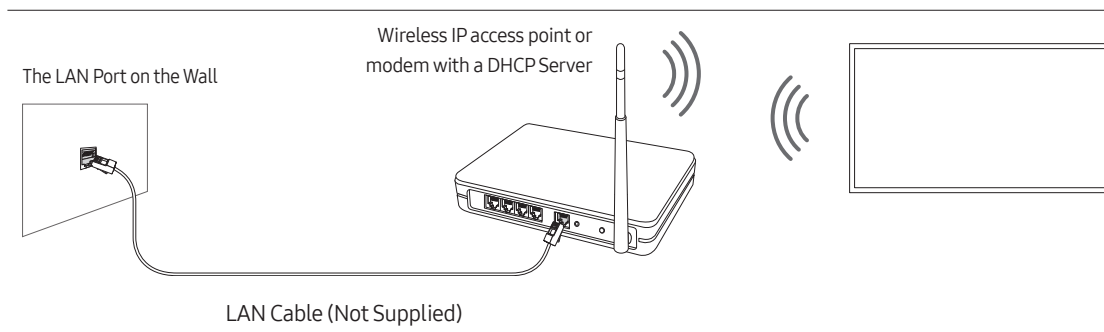 Wireless IP access point or
modem with a DHCP Server
The LAN Port on the Wall
LAN Cable (Not Supplied)